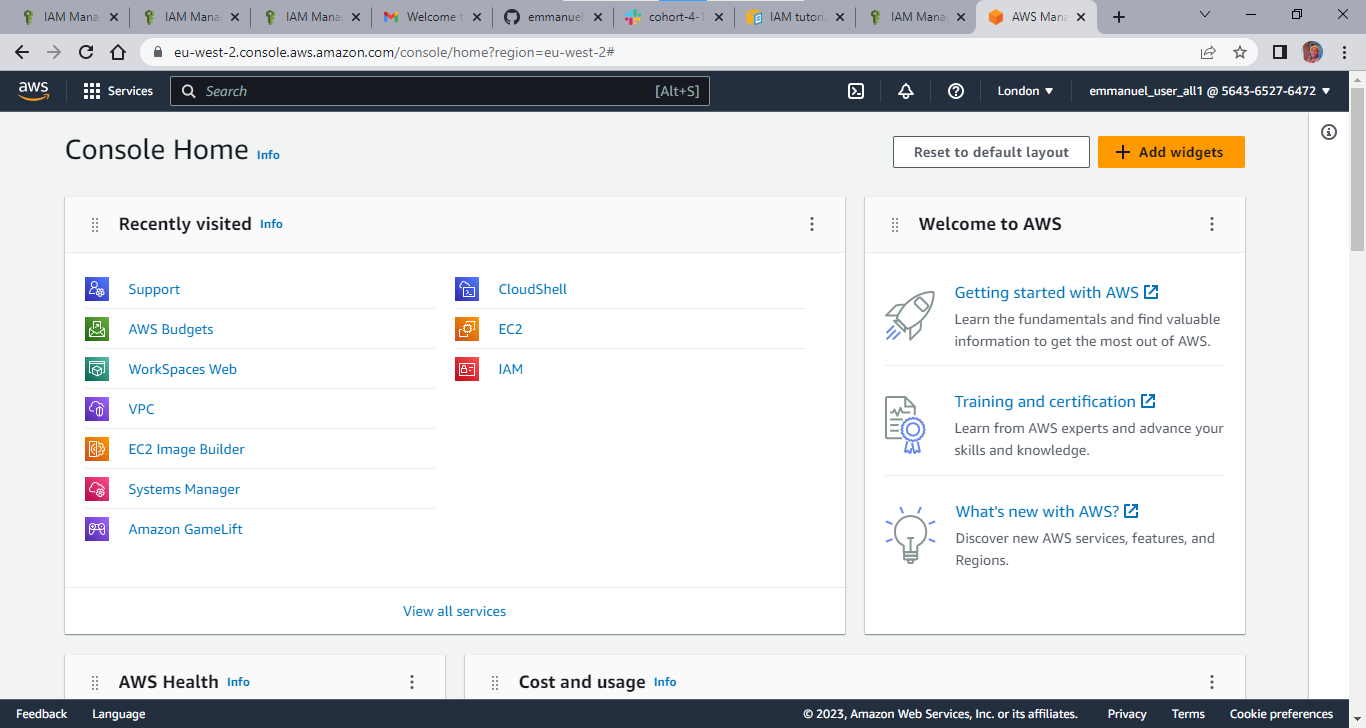 IAM Mana
IAM Mana
IAM Mana
Welcome t
emmanuel
cohort-4-1
IAM tutoria
IAM Mana
AWS Mana
eu-west-2.console.aws.amazon.com/console/home?region=eu-west-2#
aws
Services
Search
[Alt+S]
London
emmanuel_user_all1 @ 5643-6527-6472
Console Home Info
Reset to default layout
Add widgets
Recently visited Info
Support
AWS Budgets
WorkSpaces Web
VPC
EC2 Image Builder
Systems Manager
Amazon GameLift
CloudShell
EC2
IAM
View all services
Welcome to AWS
Getting started with AWS
Learn the fundamentals and find valuable
information to get the most out of AWS.
Training and certification
Learn from AWS experts and advance your
skills and knowledge.
What's new with AWS?
Discover new AWS services, features, and
Regions.
AWS Health Info
Cost and usage Info
Feedback
Language
© 2023, Amazon Web Services, Inc. or its affiliates.
Privacy
Terms
Cookie preferences